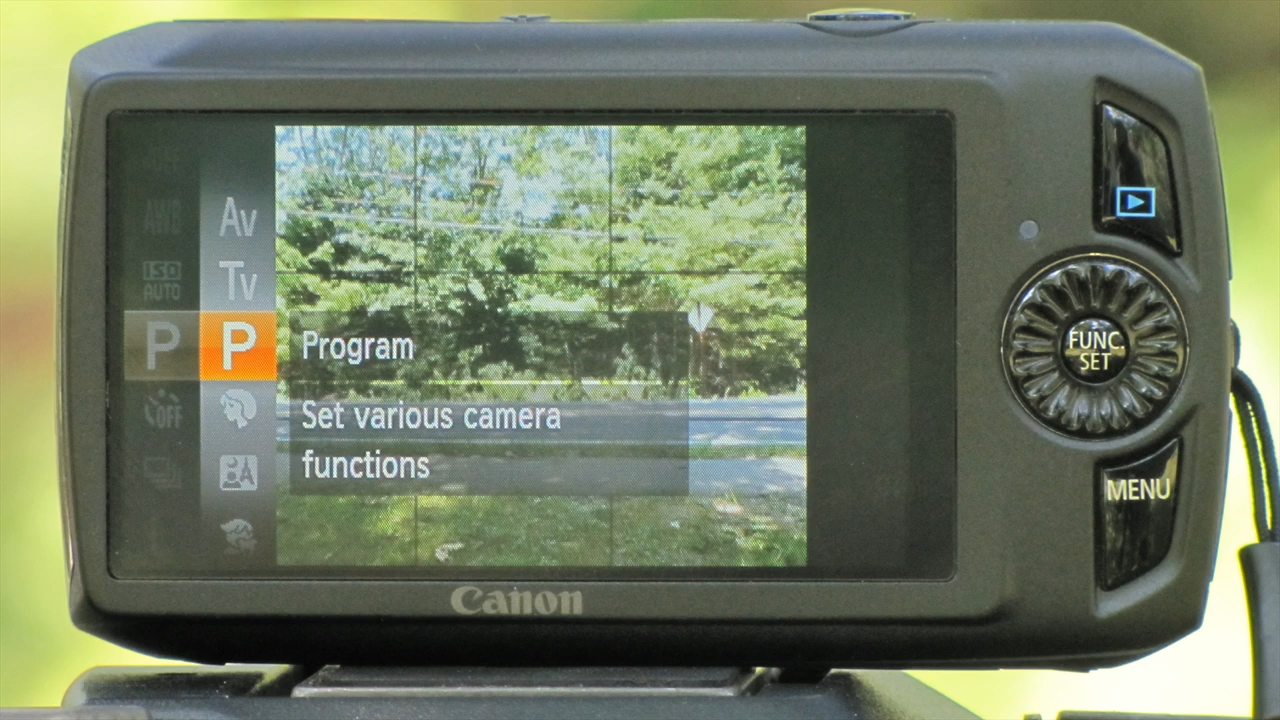 AWB
Av
ISO
AUTO
Tv
P
P
Program
OFF
Set various camera
functions
Canon
FUNC.
SET
MENU